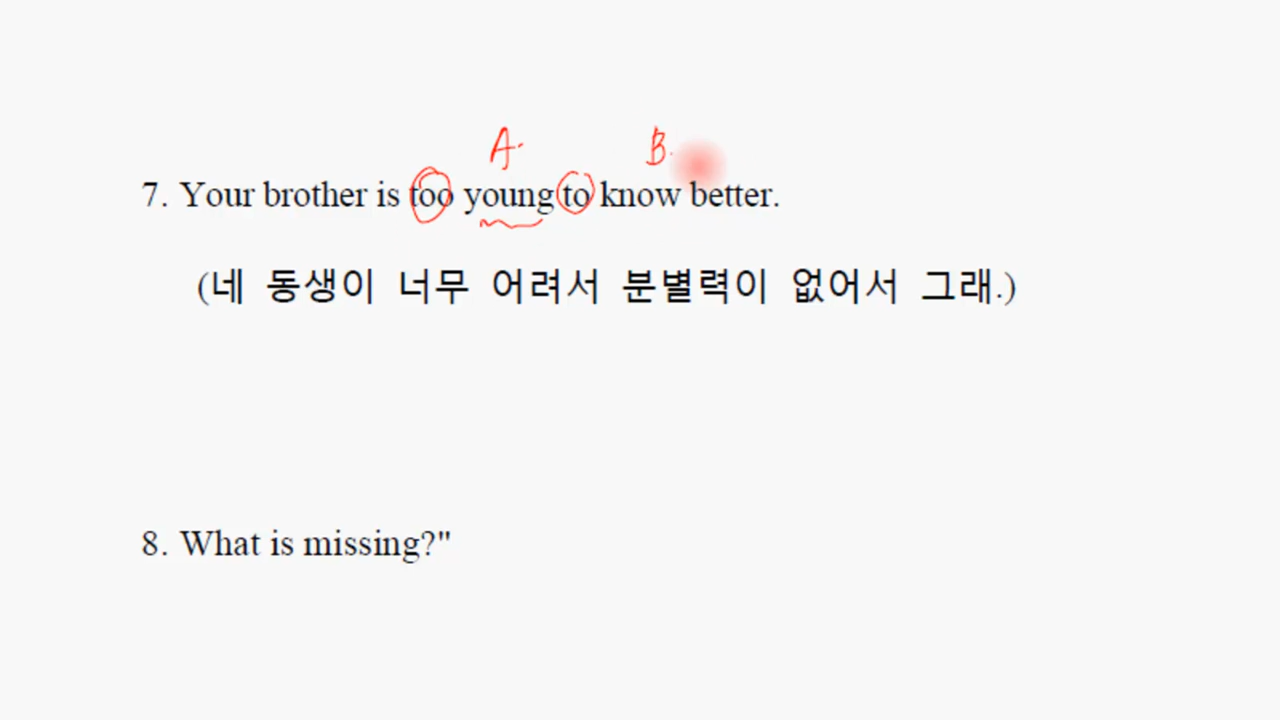 A. B.
7. Your brother is too young to know better.
(네 동생이 너무 어려서 분별력이 없어서 그래.)
8. What is missing?"